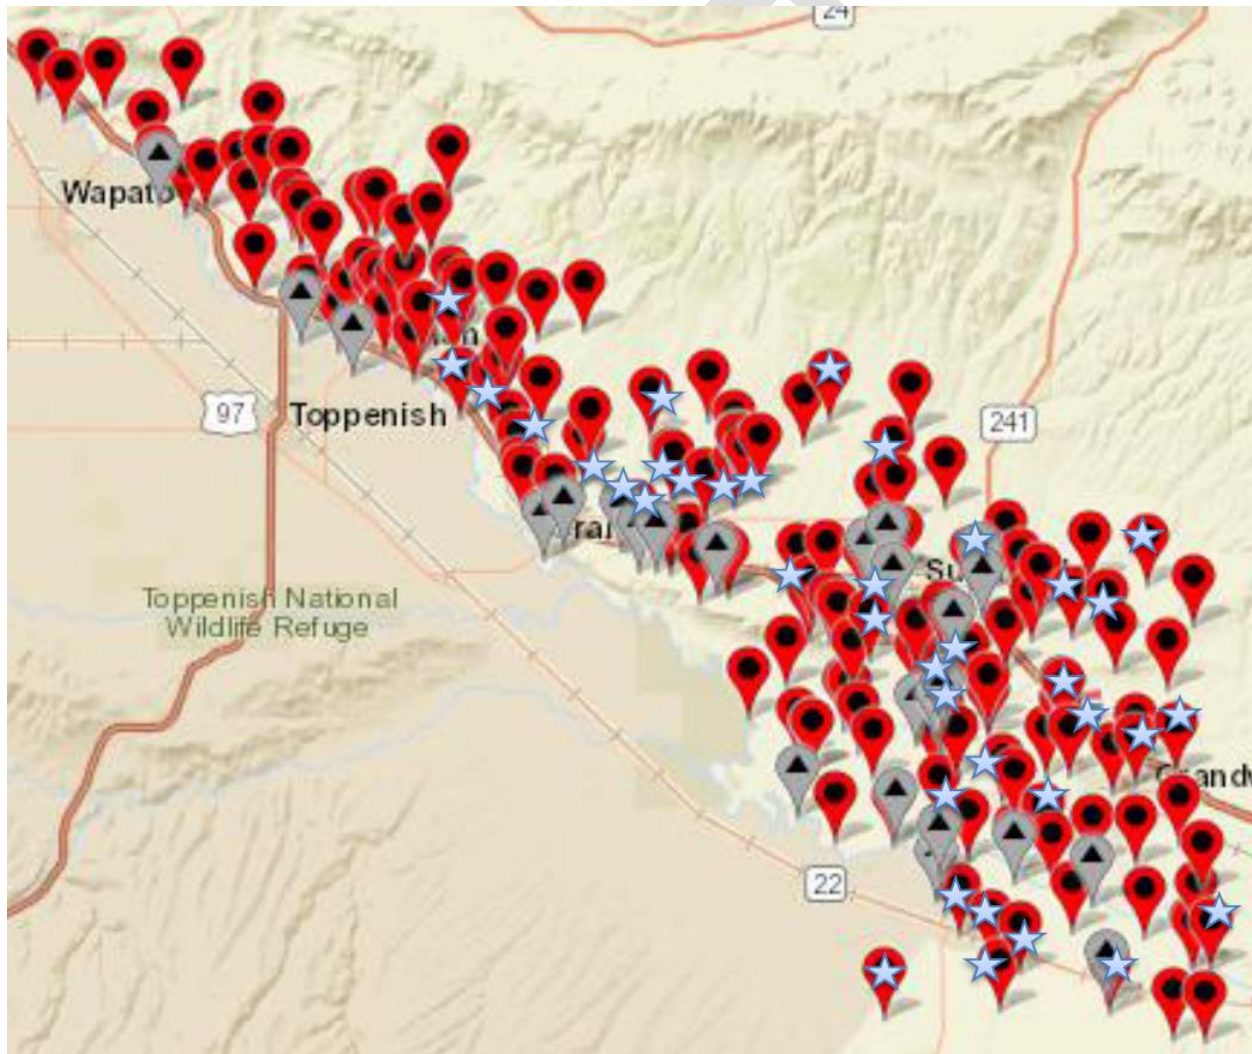 24
Wapato
97
Toppenish
241
Toppenish National
Wildlife Refuge
22